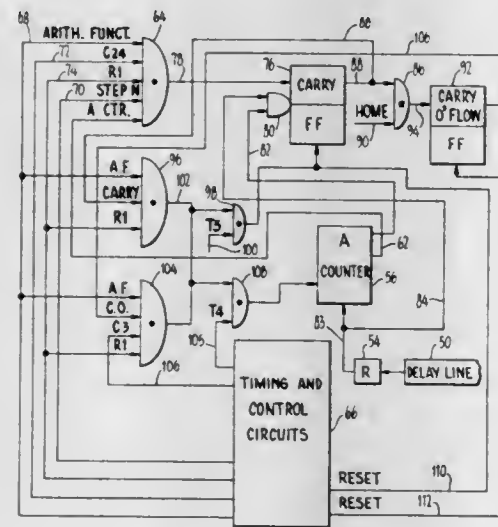 68
ARITH. FUNCT.
64
88
106
72
C24
74
R1
78
76
CARRY
88
86
92
CARRY
O'FLOW
70
STEP N
A CTR.
80
FF
HOME
90
94
FF
82
96
A.F.
CARRY
102
98
R1
T5
100
A
COUNTER
62
56
104
108
A.F.
C.O.
C3
R1
T4
84
83
105
54
50
R
DELAY LINE
106
TIMING AND
CONTROL
CIRCUITS
66
RESET
110
RESET
112